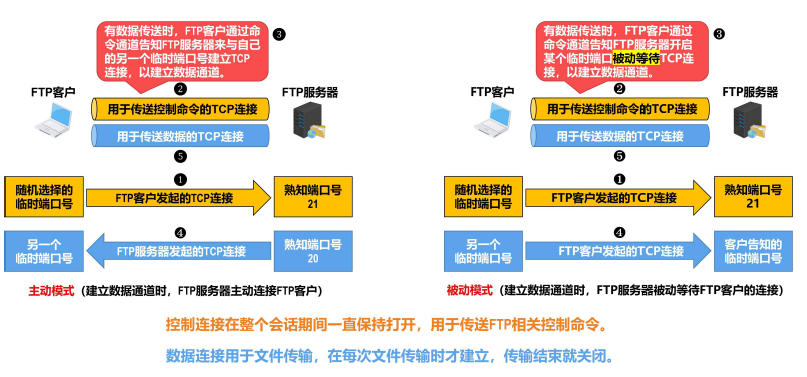 有数据传送时，FTP客户通过命
令通道告知FTP服务器来与自己
的另一个临时端口号建立TCP
连接，以建立数据通道。
❸
FTP客户
FTP服务器
❷
用于传送控制命令的TCP连接
用于传送数据的TCP连接
❺
随机选择的
临时端口号
❶
FTP客户发起的TCP连接
熟知端口号
21
另一个
临时端口号
❹
FTP服务器发起的TCP连接
熟知端口号
20
主动模式（建立数据通道时，FTP服务器主动连接FTP客户）
有数据传送时，FTP客户通过
命令通道告知FTP服务器开启
某个临时端口被动等待TCP连
接，以建立数据通道。
❸
FTP客户
FTP服务器
❷
用于传送控制命令的TCP连接
用于传送数据的TCP连接
❺
随机选择的
临时端口号
❶
FTP客户发起的TCP连接
熟知端口号
21
另一个
临时端口号
❹
FTP客户发起的TCP连接
客户告知的
临时端口号
被动模式（建立数据通道时，FTP服务器被动等待FTP客户的连接）
控制连接在整个会话期间一直保持打开，用于传送FTP相关控制命令。
数据连接用于文件传输，在每次文件传输时才建立，传输结束就关闭。